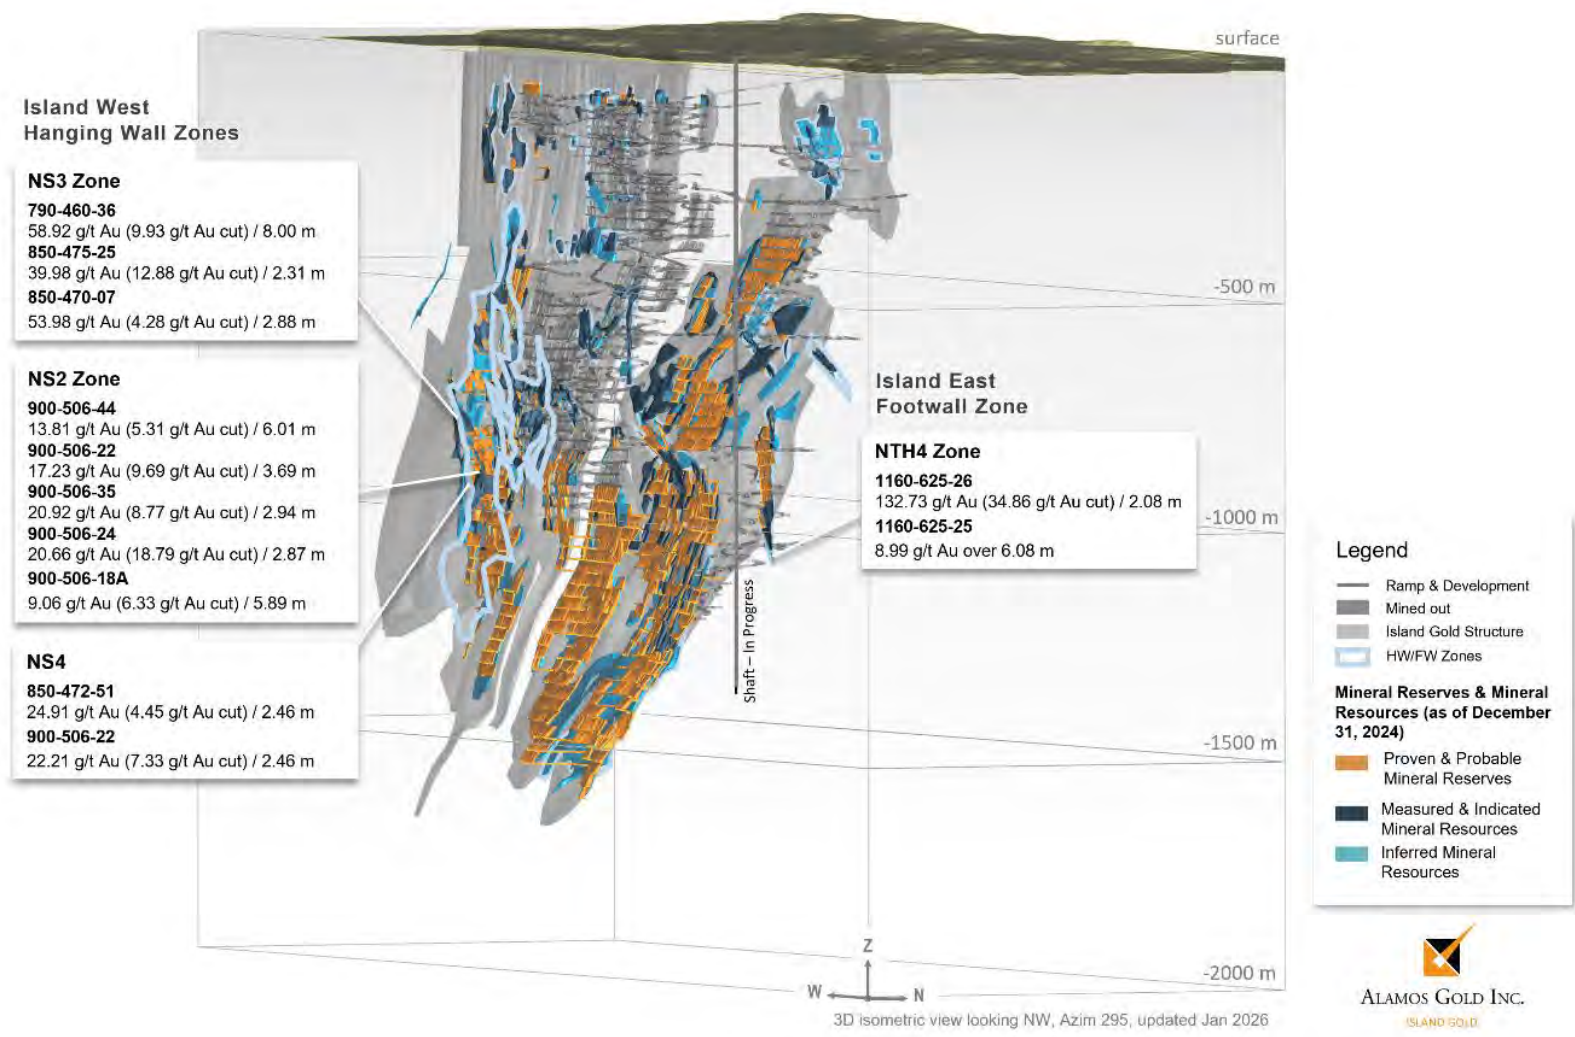 surface
Island West
Hanging Wall Zones
NS3 Zone
790-460-36
58.92 g/t Au (9.93 g/t Au cut) / 8.00 m
850-475-25
39.98 g/t Au (12.88 g/t Au cut) / 2.31 m
850-470-07
53.98 g/t Au (4.28 g/t Au cut) / 2.88 m
NS2 Zone
900-506-44
13.81 g/t Au (5.31 g/t Au cut) / 6.01 m
900-506-22
17.23 g/t Au (9.69 g/t Au cut) / 3.69 m
900-506-35
20.92 g/t Au (8.77 g/t Au cut) / 2.94 m
900-506-24
20.66 g/t Au (18.79 g/t Au cut) / 2.87 m
900-506-18A
9.06 g/t Au (6.33 g/t Au cut) / 5.89 m
NS4
850-472-51
24.91 g/t Au (4.45 g/t Au cut) / 2.46 m
900-506-22
22.21 g/t Au (7.33 g/t Au cut) / 2.46 m
Island East
Footwall Zone
NTH4 Zone
1160-625-26
132.73 g/t Au (34.86 g/t Au cut) / 2.08 m
1160-625-25
8.99 g/t Au over 6.08 m
Shaft – In Progress
-500 m
-1000 m
-1500 m
-2000 m
Z
W
N
3D isometric view looking NW, Azim 295, updated Jan 2026
Legend
Ramp & Development
Mined out
Island Gold Structure
HW/FW Zones
Mineral Reserves & Mineral
Resources (as of December
31, 2024)
Proven & Probable
Mineral Reserves
Measured & Indicated
Mineral Resources
Inferred Mineral
Resources
ALAMOS GOLD INC.
ISLAND GOLD